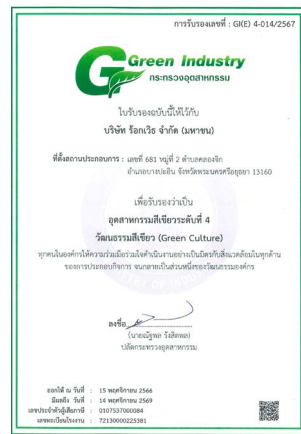 การรับรองเลขที่ : GI(E) 4-014/2567
Green Industry
กระทรวงอุตสาหกรรม
ใบรับรองฉบับนี้ให้ไว้กับ
บริษัท ร้อกเวิธ จำกัด (มหาชน)
ที่ตั้งสถานประกอบการ : เลขที่ 681 หมู่ที่ 2 ตำบลคลองจิก
อำเภอบางปะอิน จังหวัดพระนครศรีอยุธยา 13160
เพื่อรับรองว่าเป็น
อุตสาหกรรมสีเขียวระดับที่ 4
วัฒนธรรมสีเขียว (Green Culture)
ทุกคนในองค์กรให้ความร่วมมือร่วมใจดำเนินงานอย่างเป็นมิตรกับสิ่งแวดล้อมในทุกด้าน
ของการประกอบกิจการ จนกลายเป็นส่วนหนึ่งของวัฒนธรรมองค์กร
ลงชื่อ
(นายณัฐพล รังสิตพล)
ปลัดกระทรวงอุตสาหกรรม
ออกให้ ณ วันที่ : 15 พฤศจิกายน 2566
มีผลถึง วันที่ : 14 พฤศจิกายน 2569
เลขประจำตัวผู้เสียภาษี : 0107537000084
เลขทะเบียนโรงงาน : 72130000225381